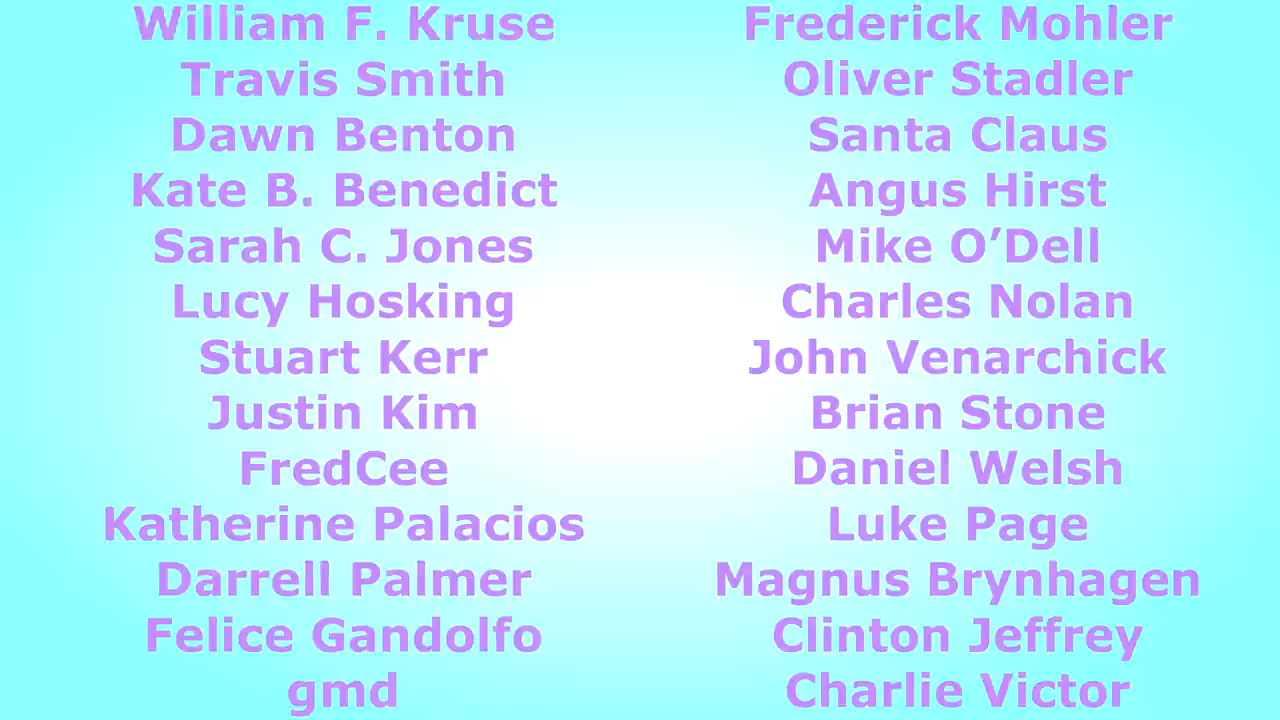 William F. Kruse
Travis Smith
Dawn Benton
Kate B. Benedict
Sarah C. Jones
Lucy Hosking
Stuart Kerr
Justin Kim
FredCee
Katherine Palacios
Darrell Palmer
Felice Gandolfo
gmd
Frederick Mohler
Oliver Stadler
Santa Claus
Angus Hirst
Mike O’Dell
Charles Nolan
John Venarchick
Brian Stone
Daniel Welsh
Luke Page
Magnus Brynhagen
Clinton Jeffrey
Charlie Victor